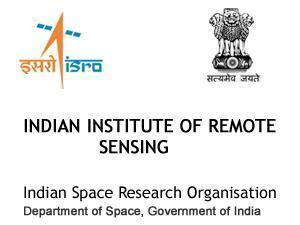 इसरो isro
सत्यमेव जयते
INDIAN INSTITUTE OF REMOTE
SENSING
Indian Space Research Organisation
Department of Space, Government of India